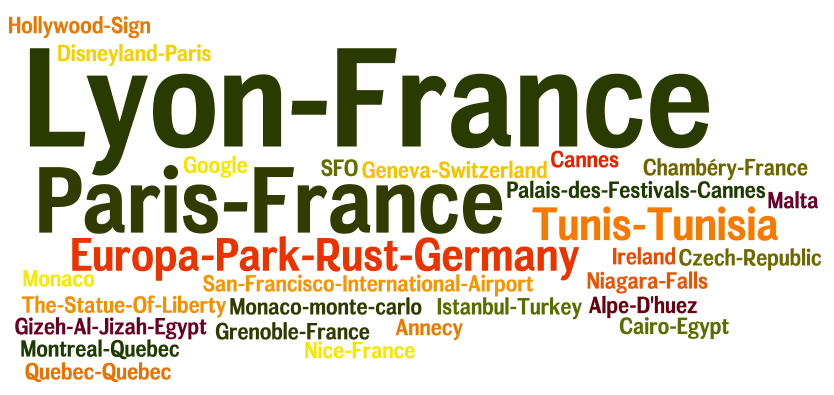 Hollywood-Sign
Disneyland-Paris
Lyon-France
Google
SFO
Geneva-Switzerland
Cannes
Chambéry-France
Paris-France
Palais-des-Festivals-Cannes
Malta
Tunis-Tunisia
Europa-Park-Rust-Germany
Ireland
Czech-Republic
Monaco
San-Francisco-International-Airport
Niagara-Falls
The-Statue-Of-Liberty
Monaco-monte-carlo
Istanbul-Turkey
Alpe-D'huez
Gizeh-Al-Jizah-Egypt
Grenoble-France
Annecy
Cairo-Egypt
Montreal-Quebec
Nice-France
Quebec-Quebec